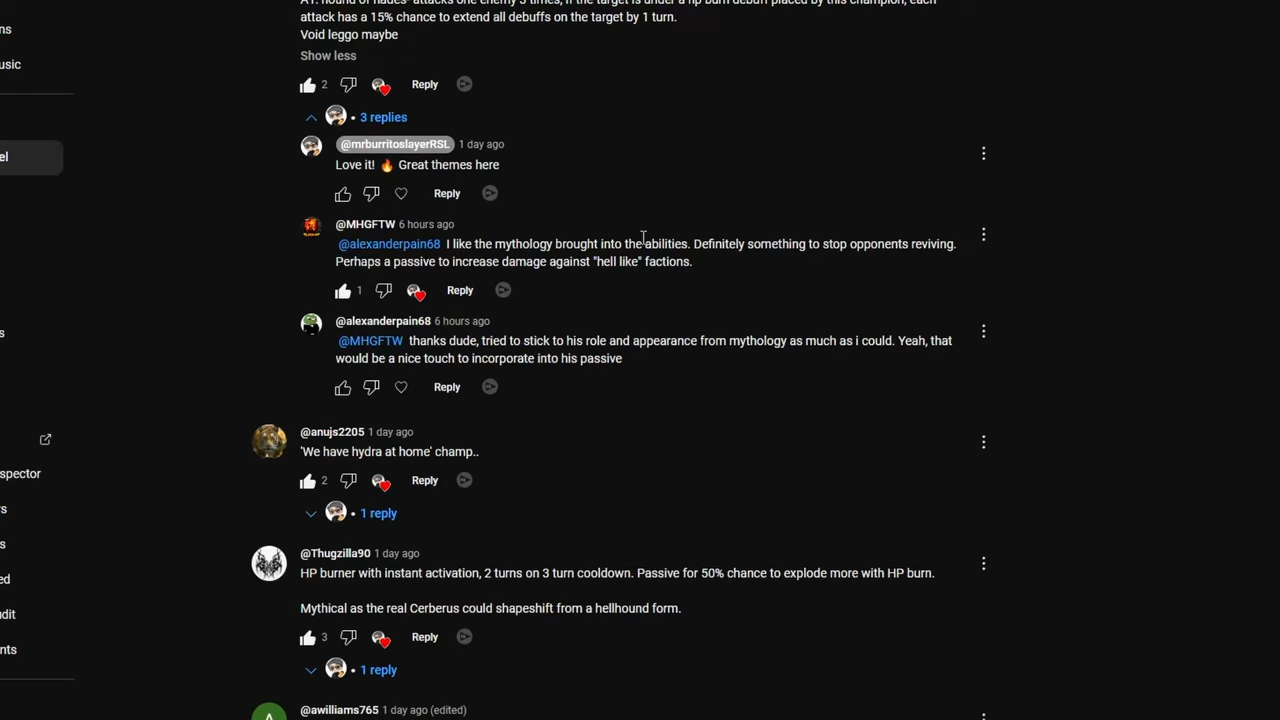 A1: hound of hades- attacks one enemy 3 times, if the target is under a hp burn debuff placed by this champion, each
attack has a 15% chance to extend all debuffs on the target by 1 turn.
ns
Void leggo maybe
Show less
usic
2 Reply
3 replies
@mrburritoslayerRSL 1 day ago
el
Love it! 🔥 Great themes here
Reply
@MHGFTW 6 hours ago
@alexanderpain68 I like the mythology brought into the abilities. Definitely something to stop opponents reviving.
Perhaps a passive to increase damage against "hell like" factions.
1 Reply
@alexanderpain68 6 hours ago
s
@MHGFTW thanks dude, tried to stick to his role and appearance from mythology as much as i could. Yeah, that
would be a nice touch to incorporate into his passive
Reply
@anujs2205 1 day ago
'We have hydra at home' champ..
spector
2 Reply
rs
• 1 reply
s
@Thugzilla90 1 day ago
HP burner with instant activation, 2 turns on 3 turn cooldown. Passive for 50% chance to explode more with HP burn.
ed
Mythical as the real Cerberus could shapeshift from a hellhound form.
udit
3 Reply
nts
• 1 reply
@awilliams765 1 day ago (edited)
A